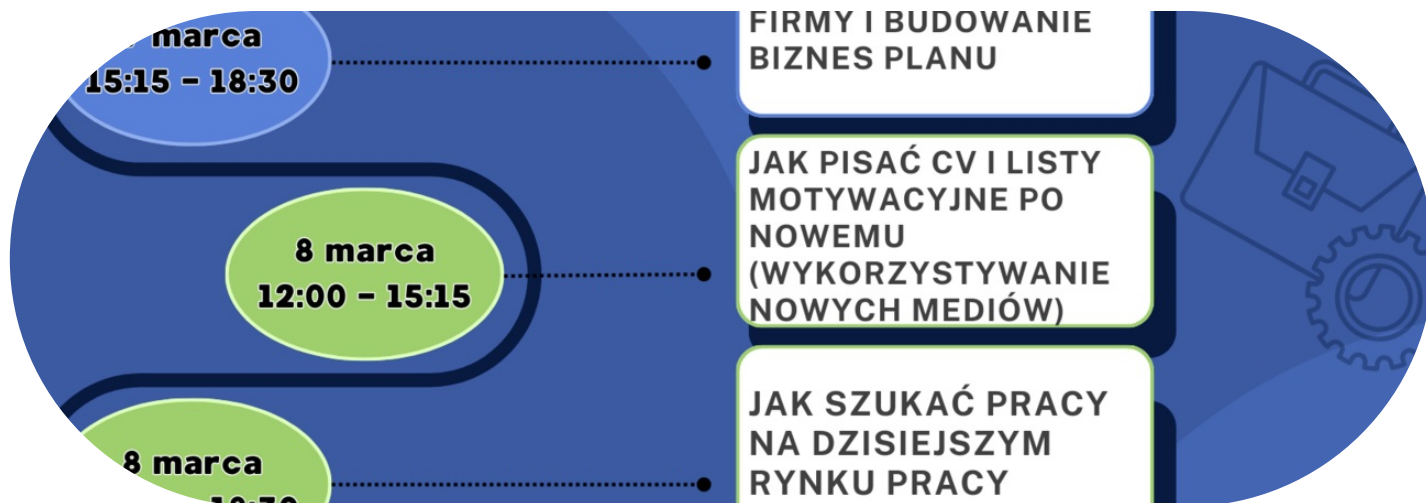 marca
15:15 – 18:30
FIRMY I BUDOWANIE
BIZNES PLANU
8 marca
12:00 – 15:15
JAK PISAĆ CV I LISTY
MOTYWACYJNE PO
NOWEMU
(WYKORZYSTYWANIE
NOWYCH MEDIÓW)
8 marca
JAK SZUKAĆ PRACY
NA DZISIEJSZYM
RYNKU PRACY